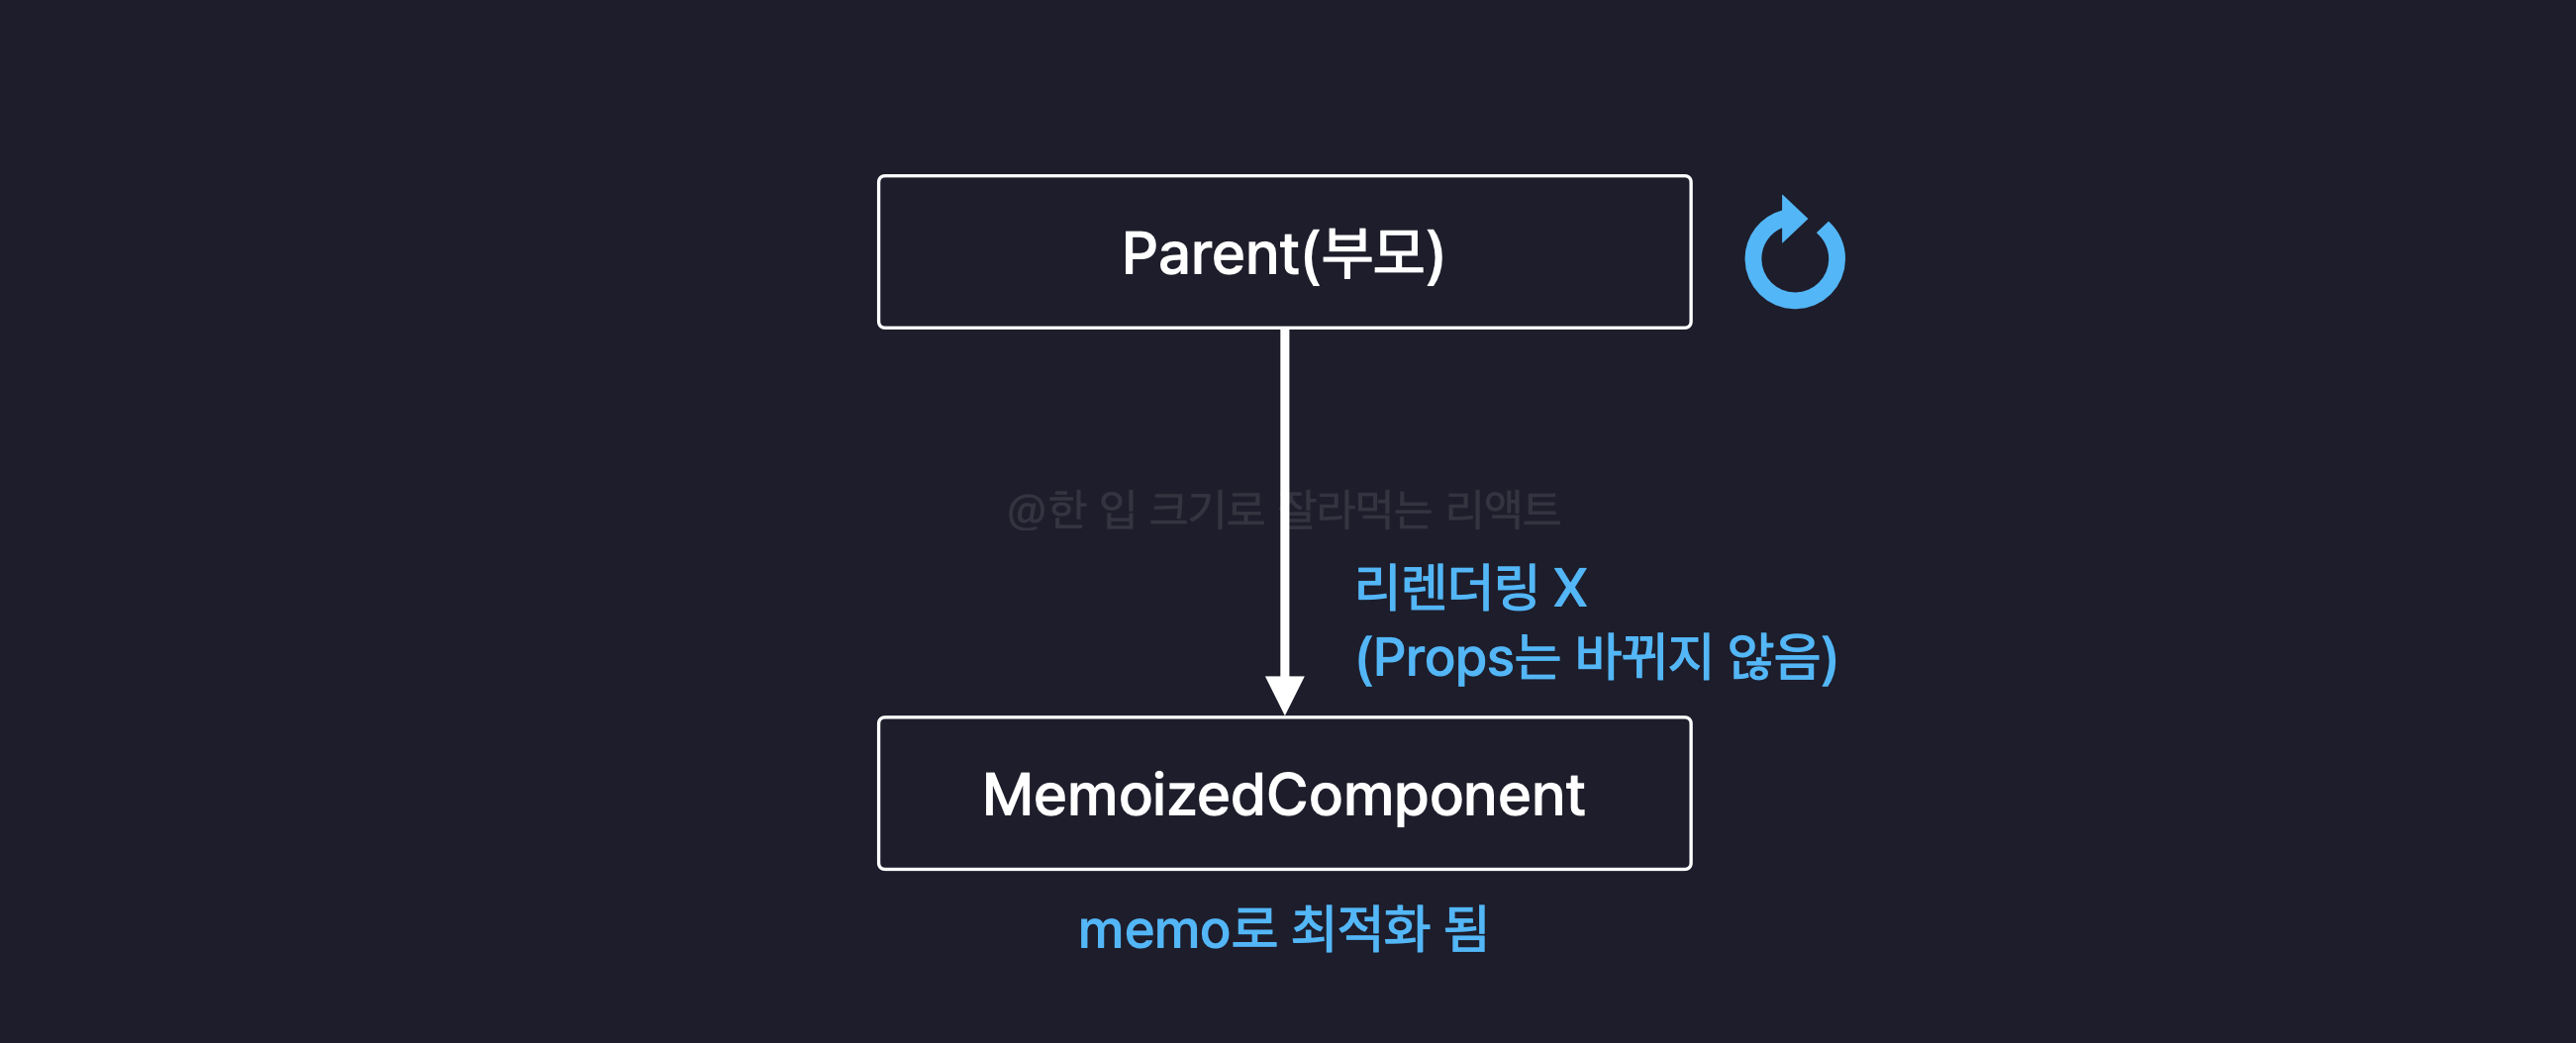 Parent(부모)
@한 입 크기로 잘라먹는 리액트
리렌더링 X
(Props는 바뀌지 않음)
MemoizedComponent
memo로 최적화 됨